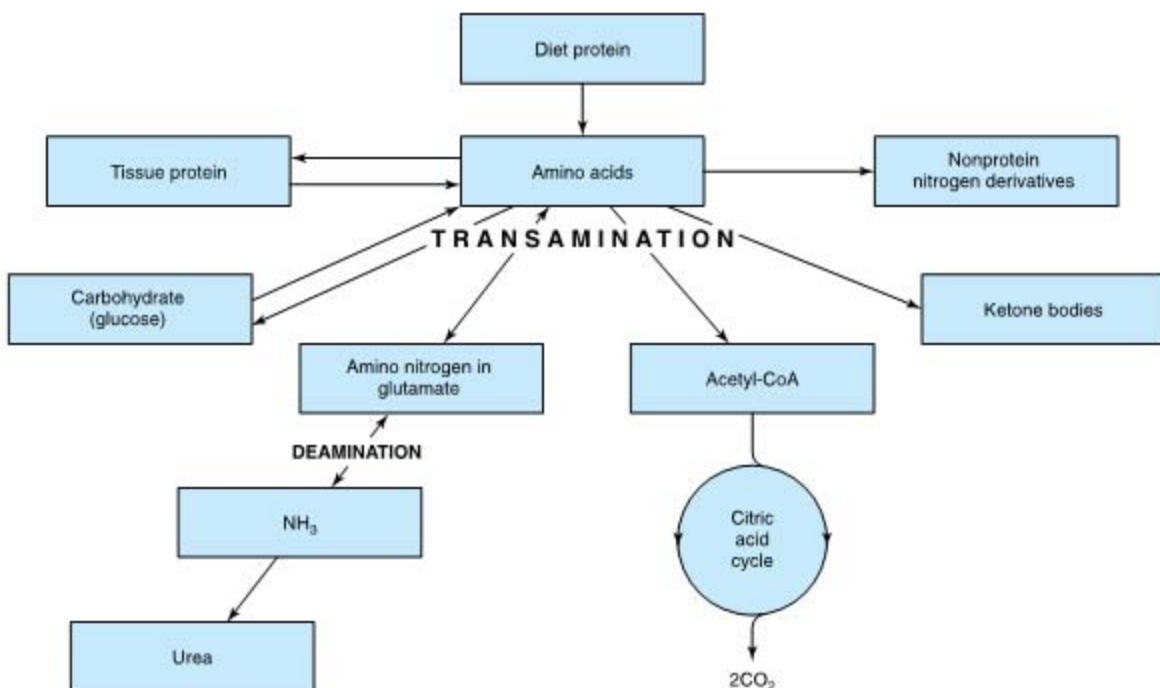 Diet protein
Tissue protein
Amino acids
Nonprotein
nitrogen derivatives
TRANSAMINATION
Carbohydrate
(glucose)
Ketone bodies
Amino nitrogen in
glutamate
Acetyl-CoA
DEAMINATION
NH₃
Citric
acid
cycle
Urea
2CO₂